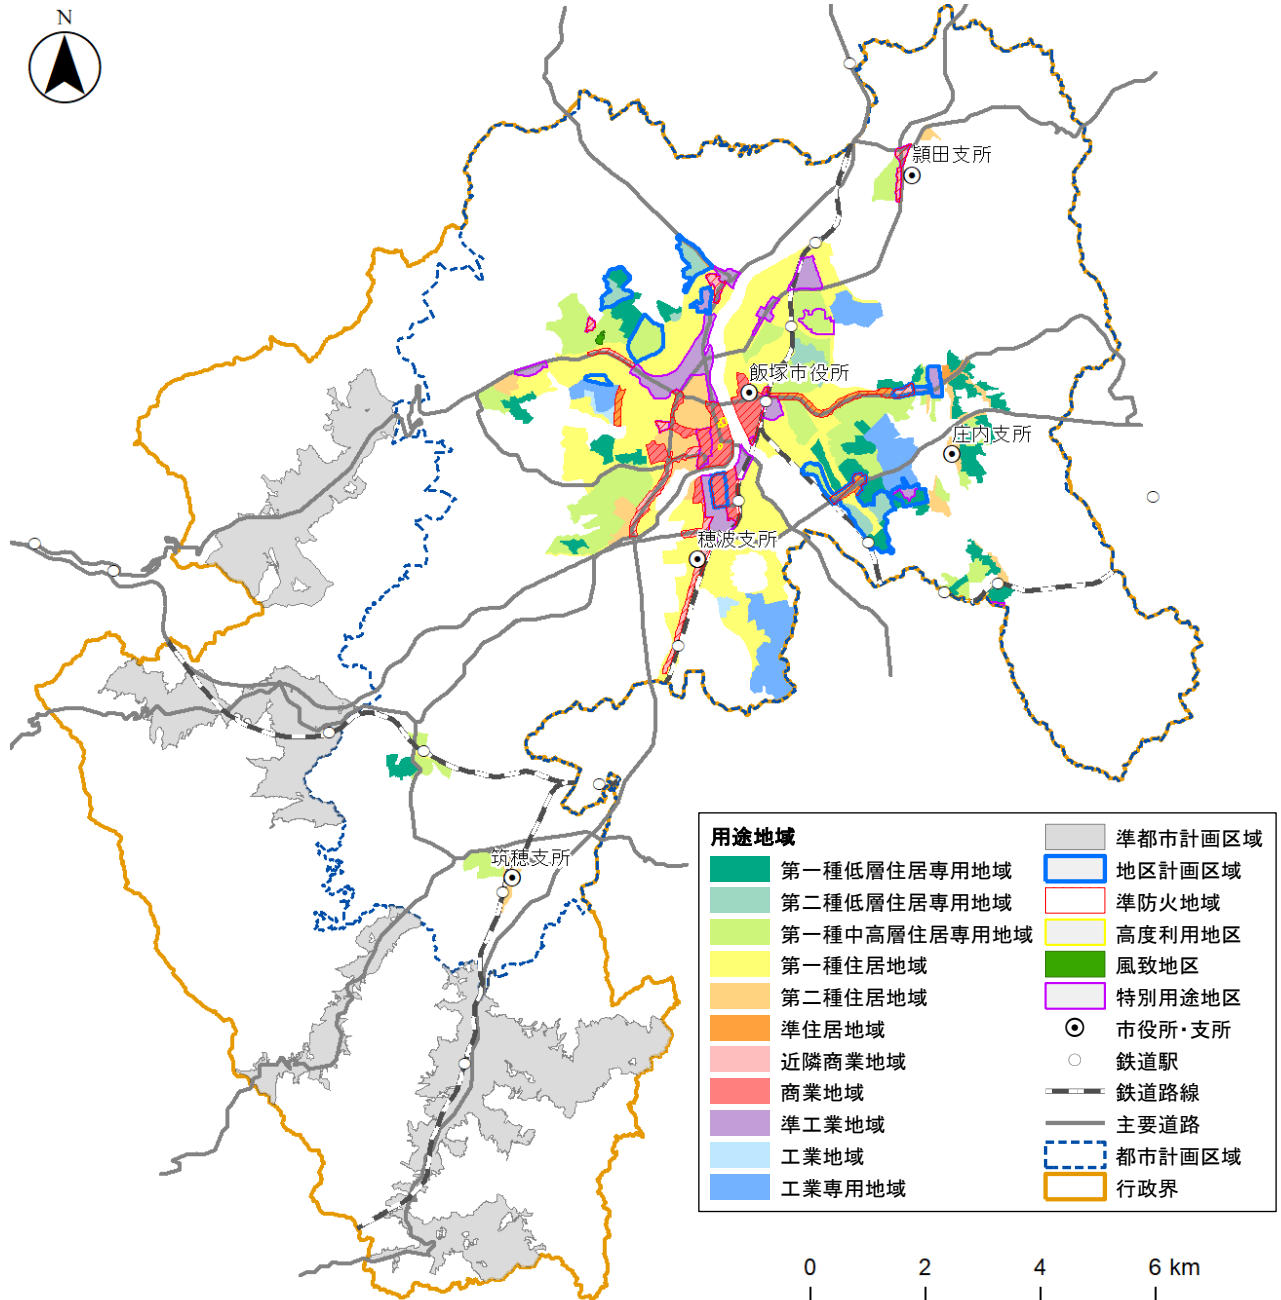 N
頴田支所
飯塚市役所
庄内支所
穂波支所
筑穂支所
用途地域
第一種低層住居専用地域
第二種低層住居専用地域
第一種中高層住居専用地域
第一種住居地域
第二種住居地域
準住居地域
近隣商業地域
商業地域
準工業地域
工業地域
工業専用地域
準都市計画区域
地区計画区域
準防火地域
高度利用地区
風致地区
特別用途地区
市役所・支所
鉄道駅
鉄道路線
主要道路
都市計画区域
行政界
0 2 4 6 km